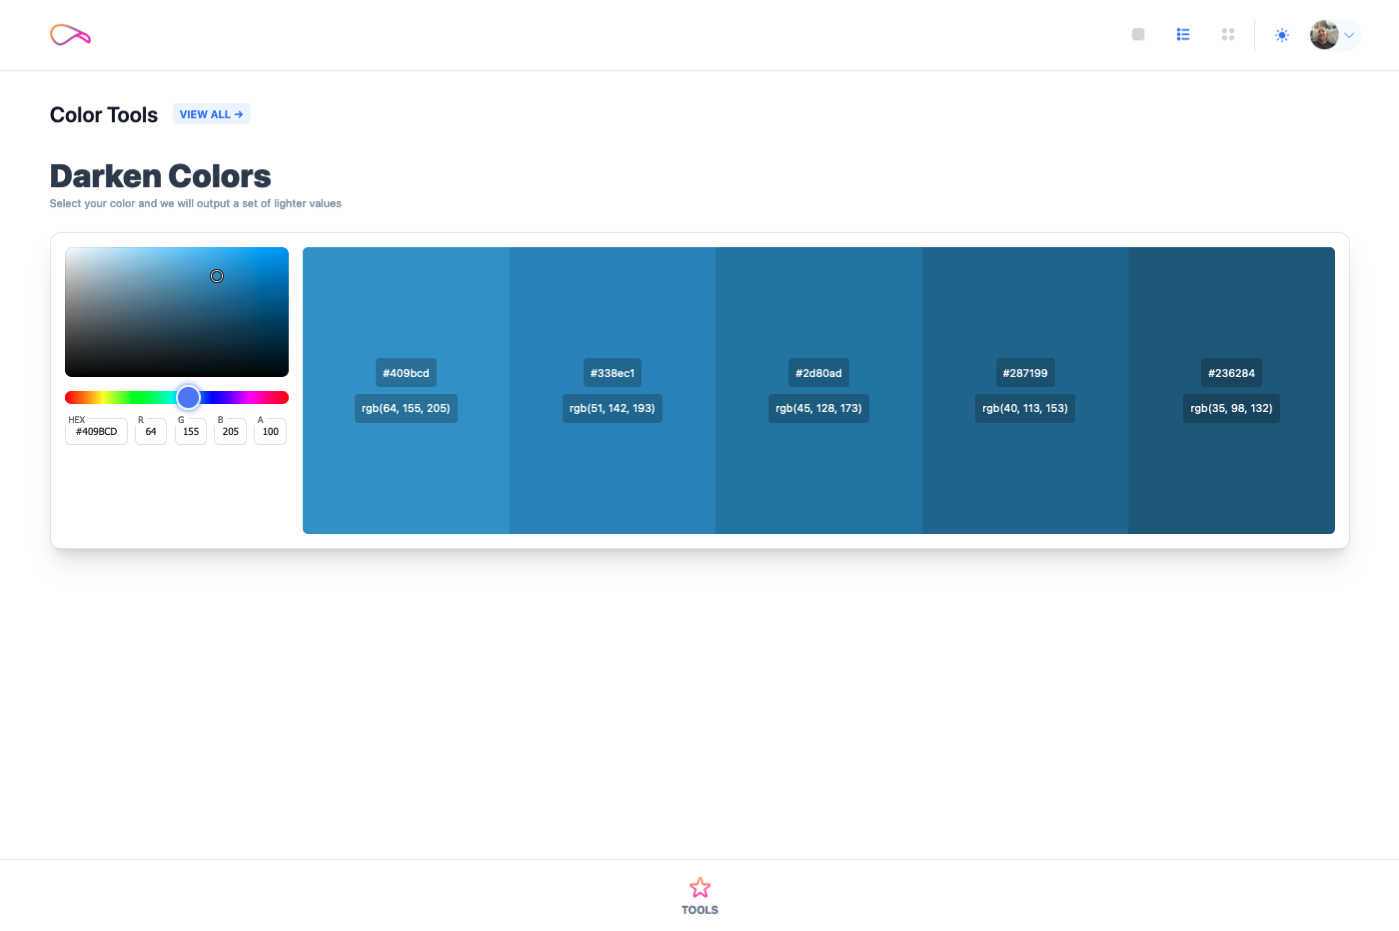 Color Tools
VIEW ALL →
Darken Colors
Select your color and we will output a set of lighter values
HEX
#409BCD
R
64
G
155
B
205
A
100
#409bcd
rgb(64, 155, 205)
#338ec1
rgb(51, 142, 193)
#2d80ad
rgb(45, 128, 173)
#287199
rgb(40, 113, 153)
#236284
rgb(35, 98, 132)
TOOLS